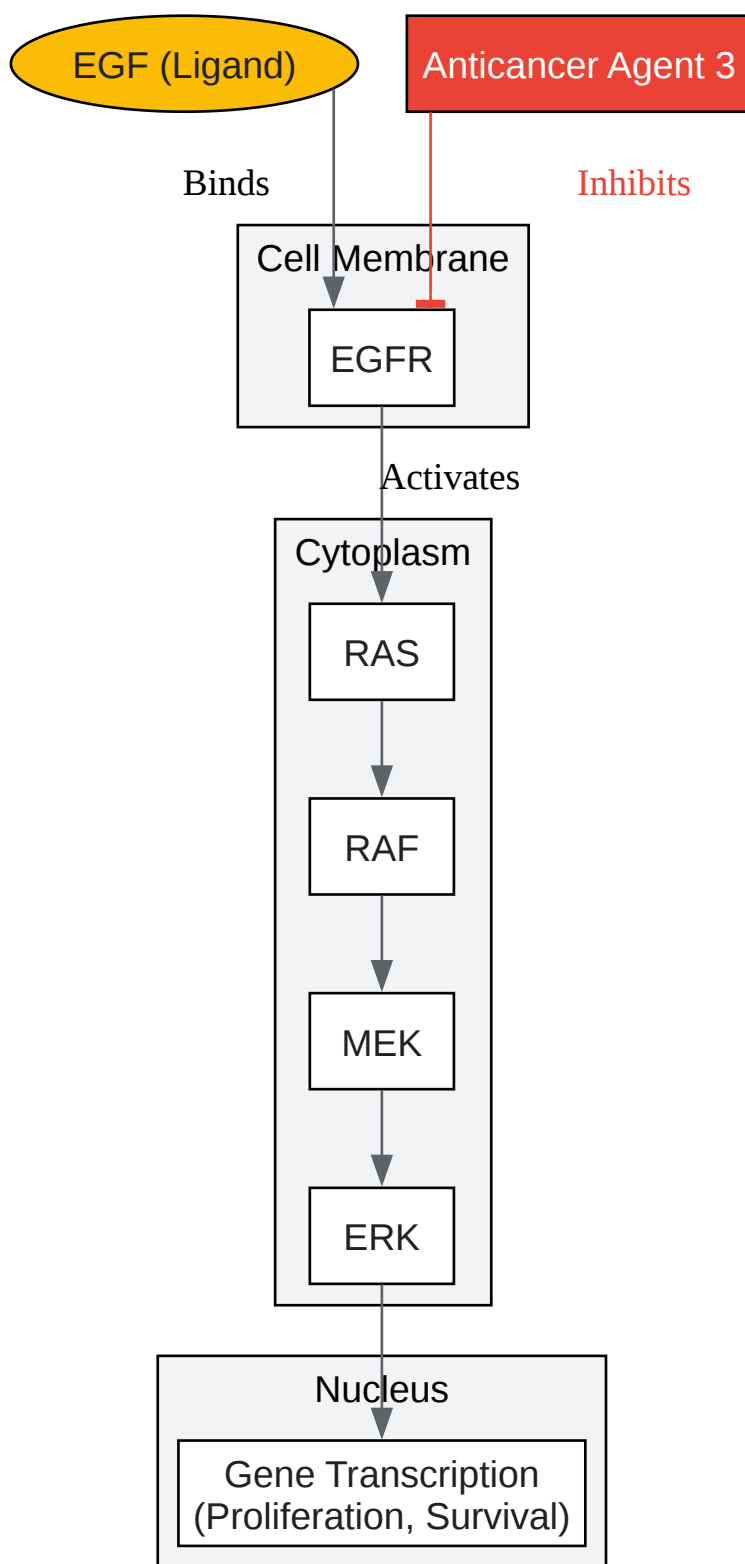 EGF (Ligand)
Anticancer Agent 3
Binds
Inhibits
Cell Membrane
EGFR
Activates
Cytoplasm
RAS
RAF
MEK
ERK
Nucleus
Gene Transcription
(Proliferation, Survival)